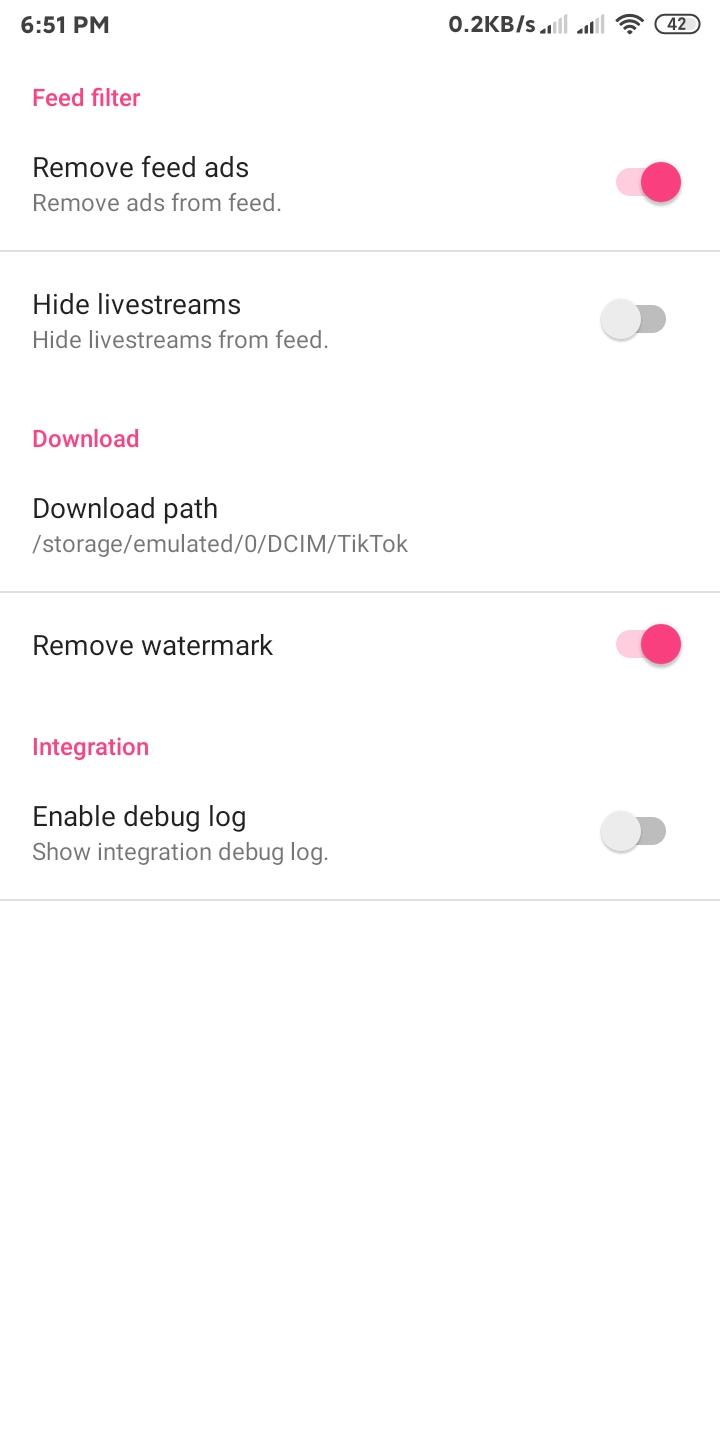 6:51 PM 0.2KB/s 42
Feed filter
Remove feed ads
Remove ads from feed.
Hide livestreams
Hide livestreams from feed.
Download
Download path
/storage/emulated/0/DCIM/TikTok
Remove watermark
Integration
Enable debug log
Show integration debug log.